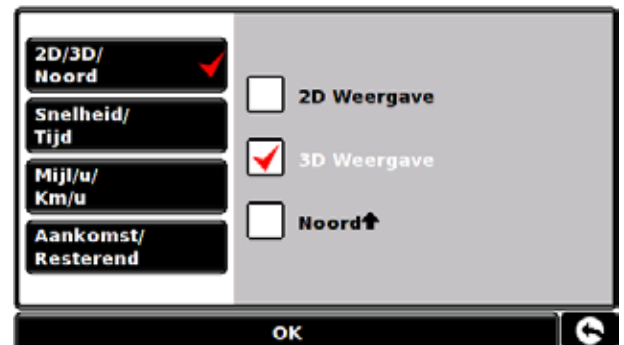 2D/3D/
Noord
Snelheid/
Tijd
Mijl/u/
Km/u
Aankomst/
Resterend
2D Weergave
3D Weergave
Noord⬆
OK